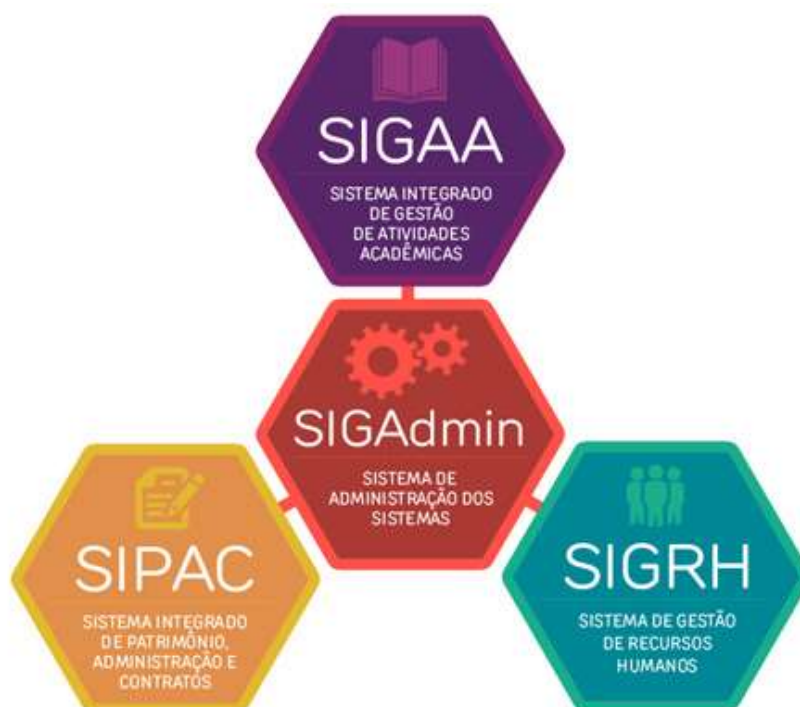 SIGAA
SISTEMA INTEGRADO
DE GESTÃO
DE ATIVIDADES
ACADÊMICAS
SIGAdmin
SISTEMA DE
ADMINISTRAÇÃO DOS
SISTEMAS
SIPAC
SISTEMA INTEGRADO
DE PATRIMÔNIO,
ADMINISTRAÇÃO E
CONTRATOS
SIGRH
SISTEMA DE GESTÃO
DE RECURSOS
HUMANOS